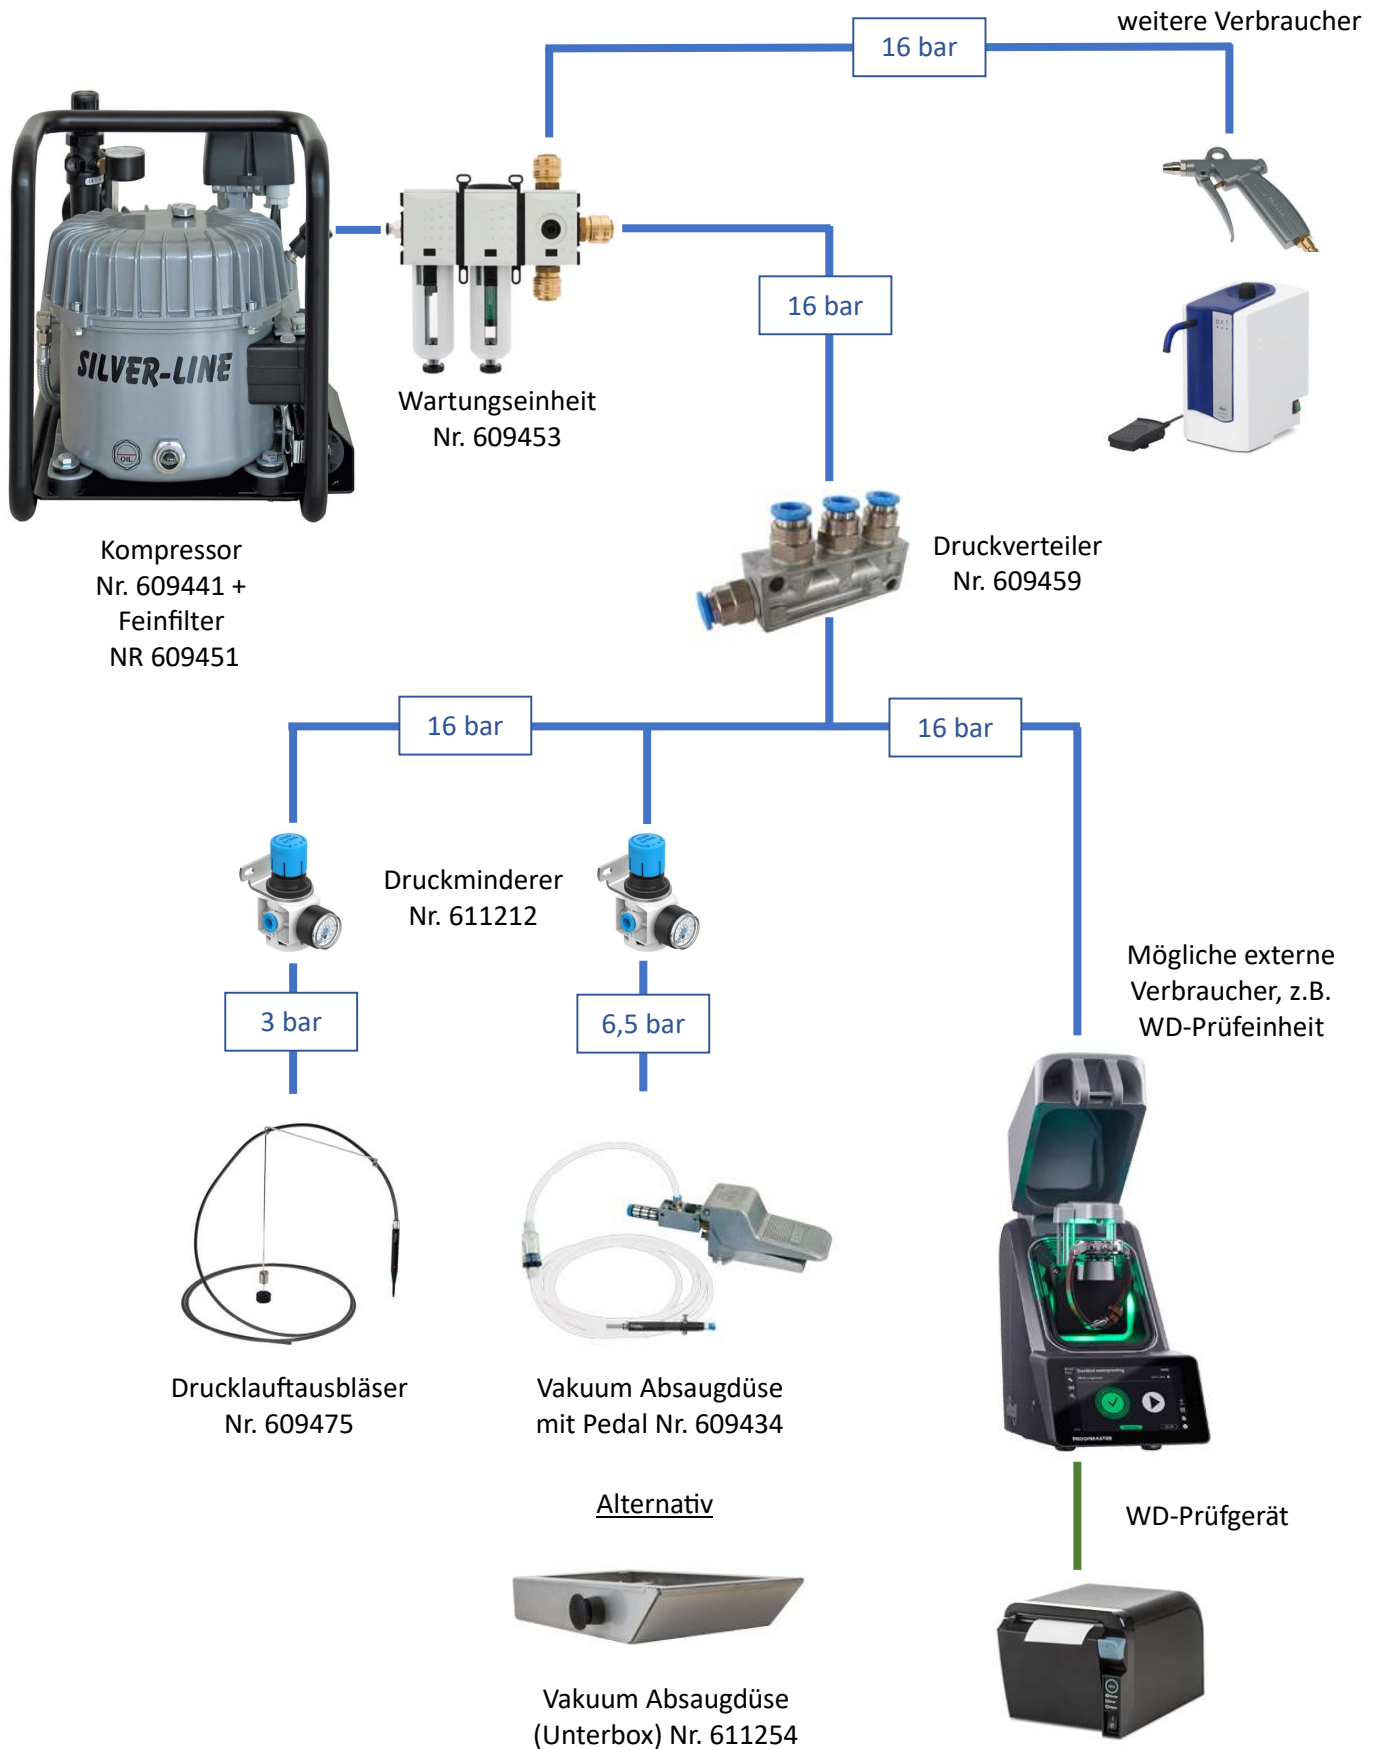 weitere Verbraucher
16 bar
SILVER-LINE
OIL
16 bar
Wartungseinheit
Nr. 609453
Kompressor
Nr. 609441 +
Feinfilter
NR 609451
Druckverteiler
Nr. 609459
16 bar
16 bar
Druckminderer
Nr. 611212
3 bar
6,5 bar
Mögliche externe
Verbraucher, z.B.
WD-Prüfeinheit
PROOFMASTER
Drucklauftausbläser
Nr. 609475
Vakuum Absaugdüse
mit Pedal Nr. 609434
Alternativ
WD-Prüfgerät
Vakuum Absaugdüse
(Unterbox) Nr. 611254